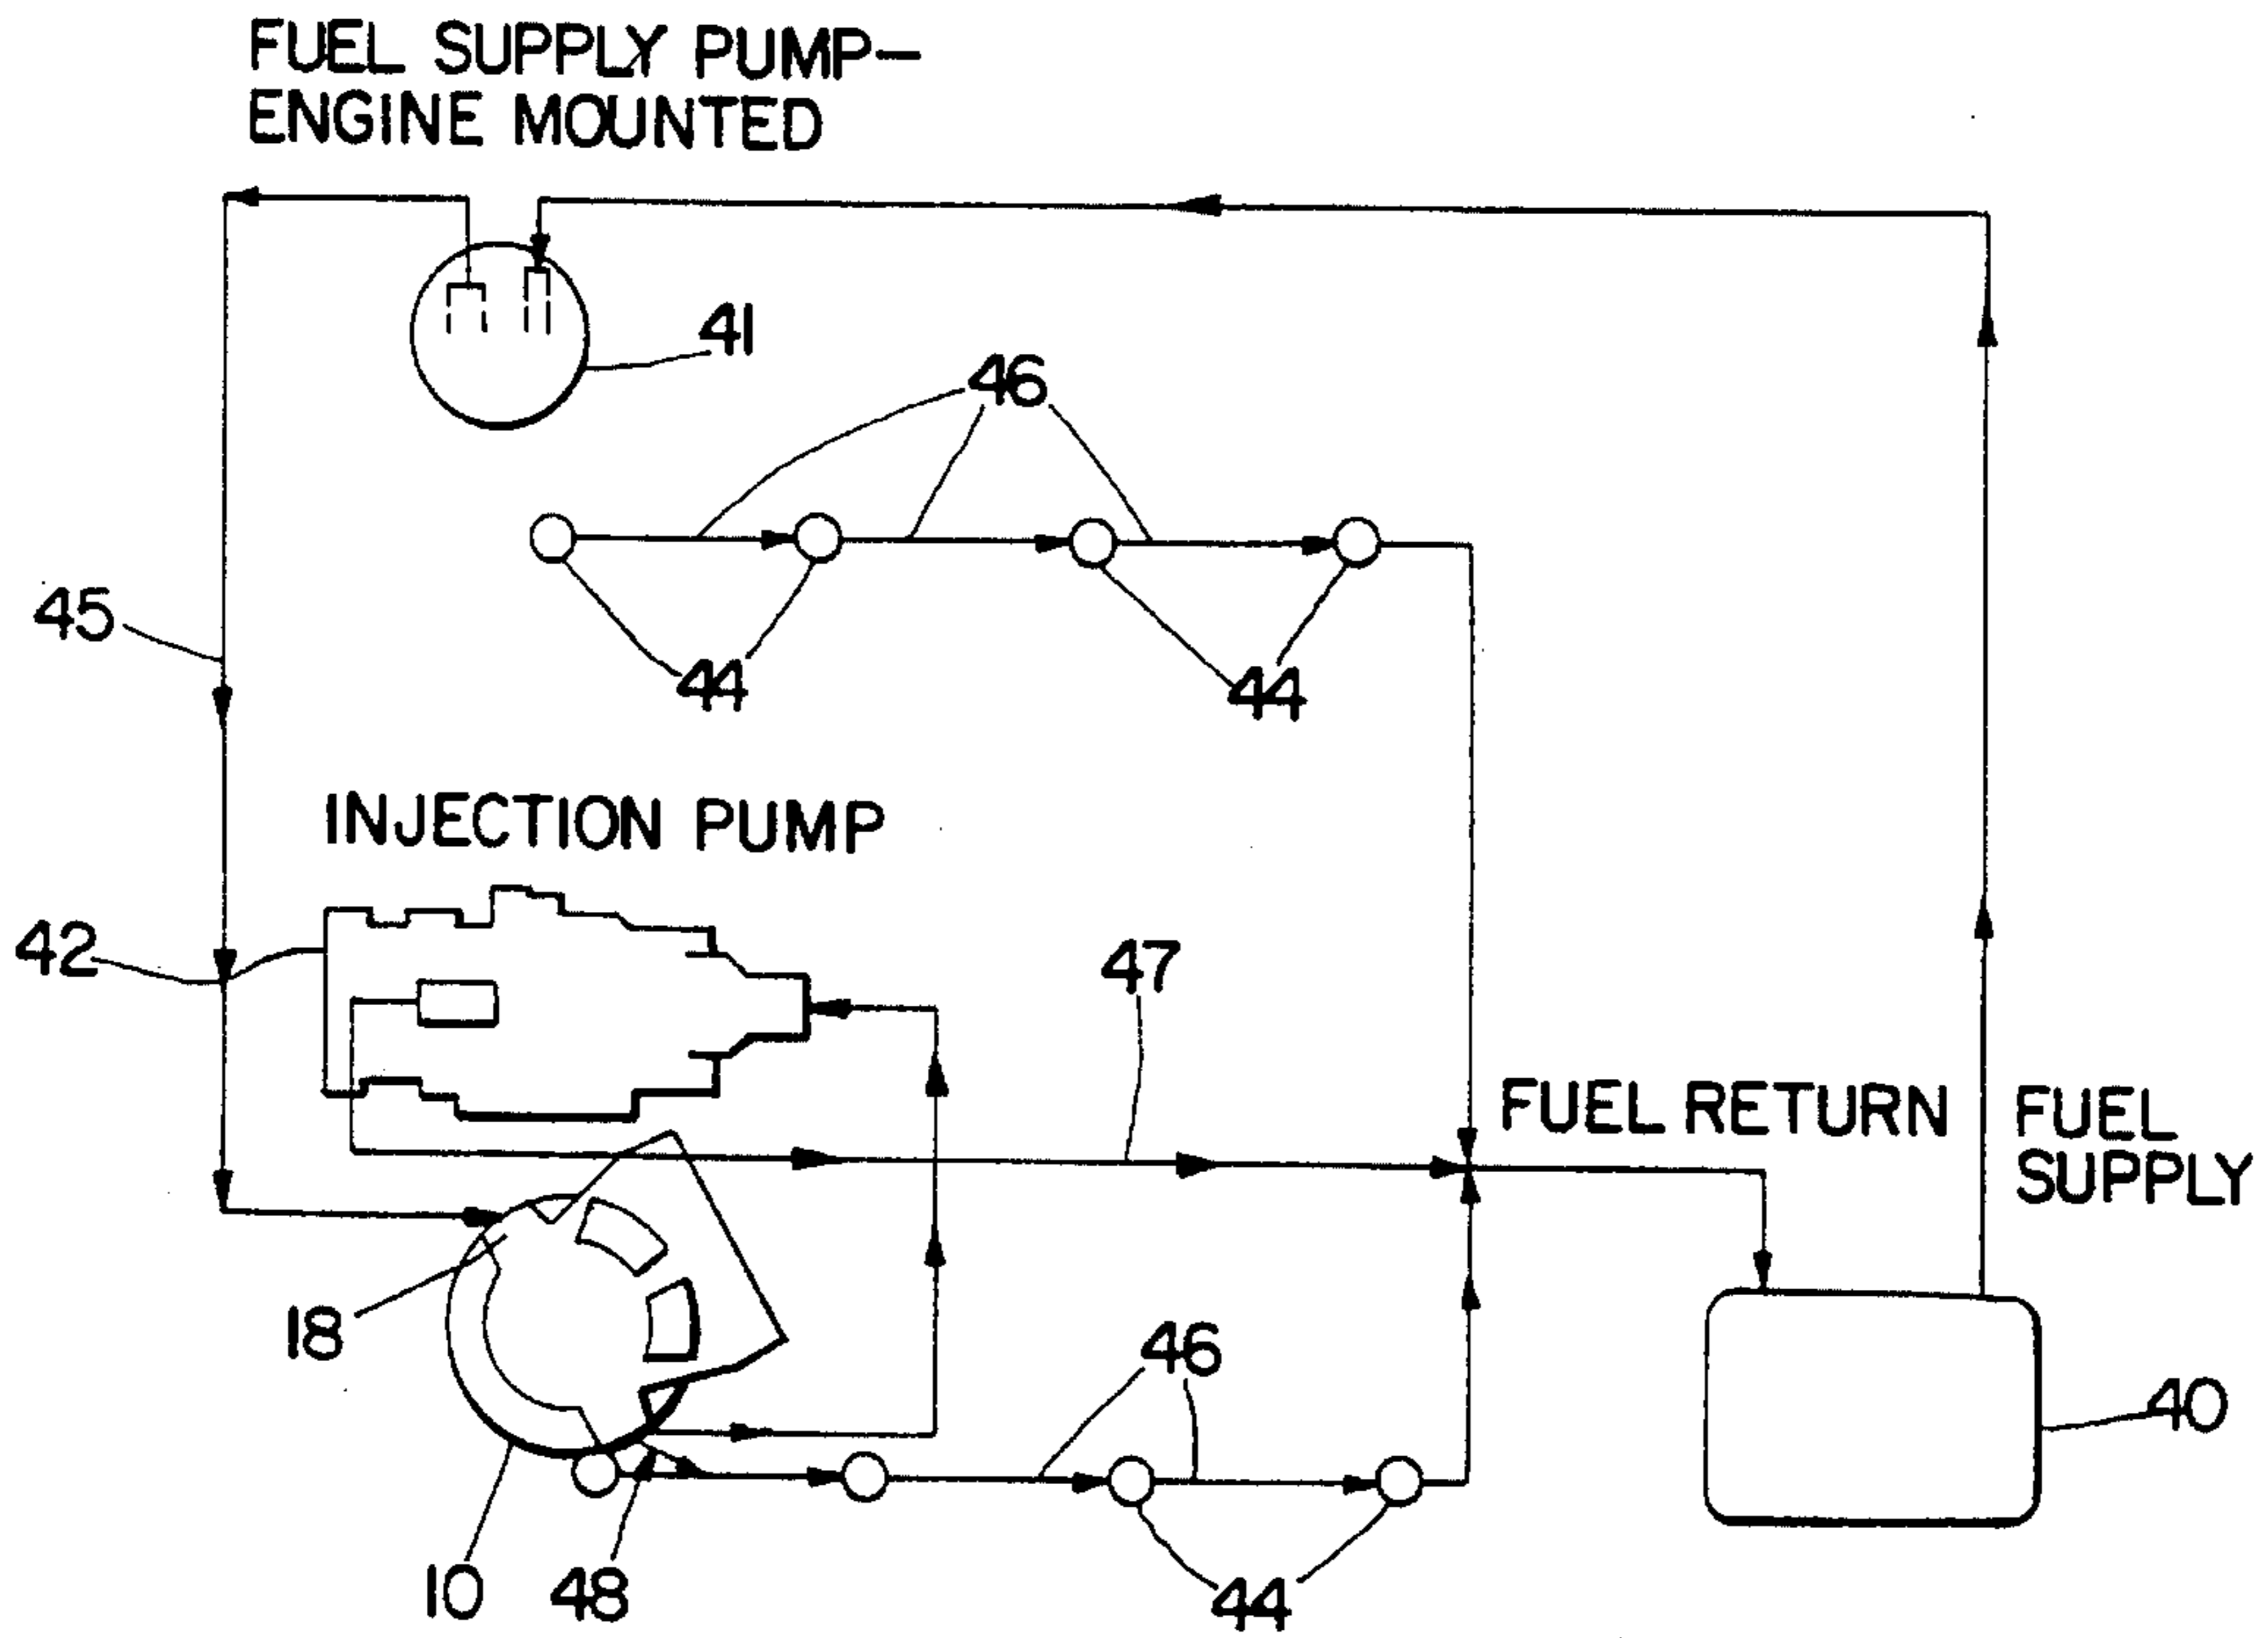 FUEL SUPPLY PUMP—
ENGINE MOUNTED
41
46
45
44
44
INJECTION PUMP
42
47
FUEL RETURN
FUEL
SUPPLY
18
46
40
10
48
44